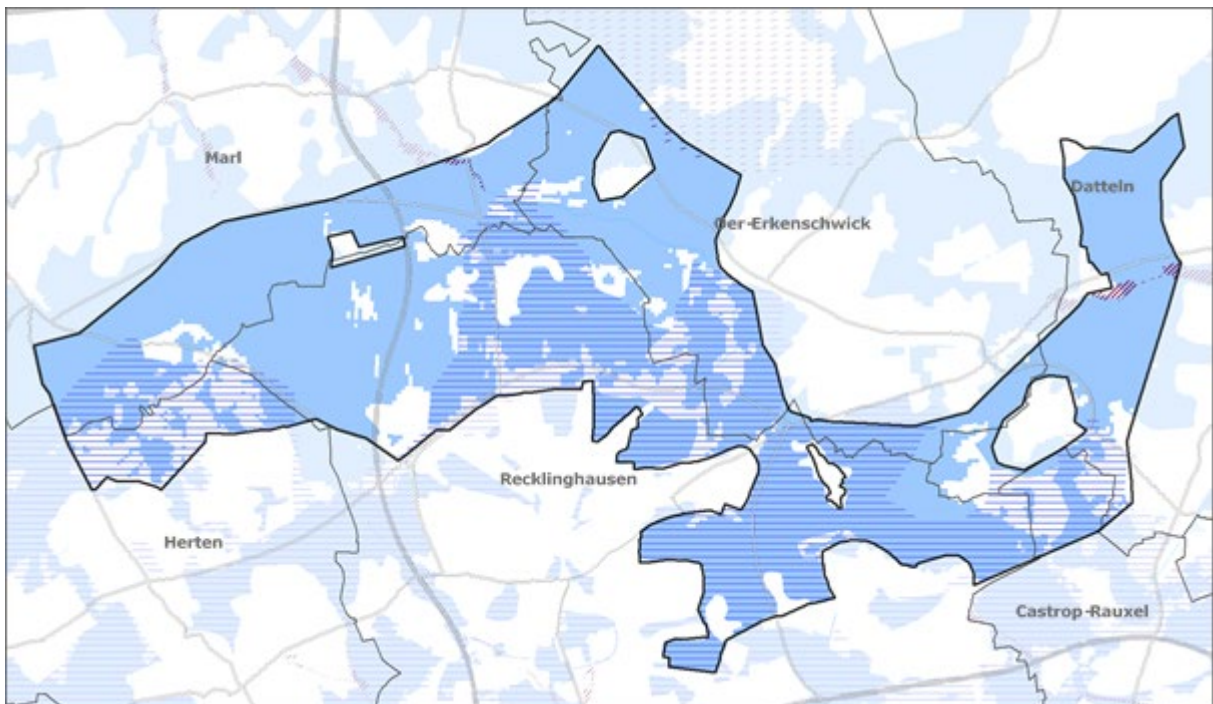 Marl
Datteln
Oer-Erkenschwick
Recklinghausen
Herten
Castrop-Rauxel